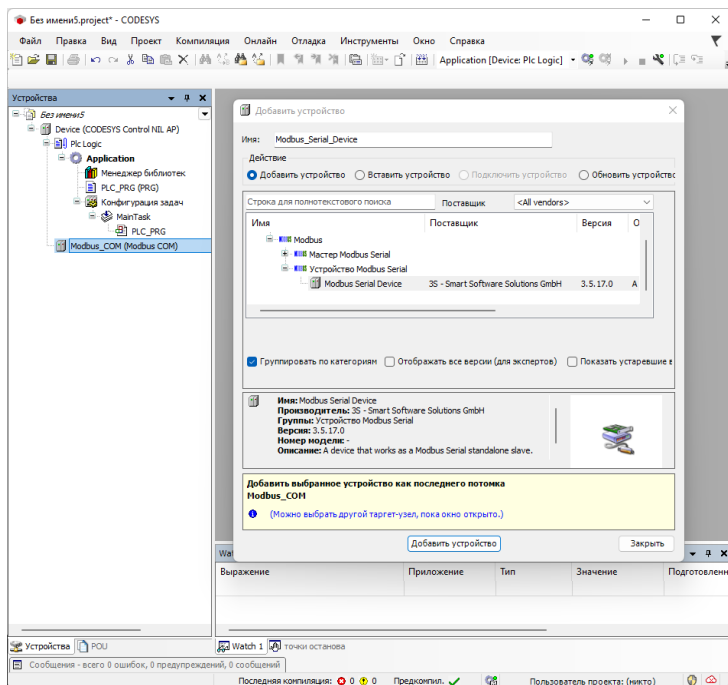 Без имени5.project* - CODESYS
Файл Правка Вид Проект Компиляция Онлайн Отладка Инструменты Окно Справка
Application [Device: Plc Logic]
Устройства
Без имени5
Device (CODESYS Control NIL AP)
Plc Logic
Application
Менеджер библиотек
PLC_PRG (PRG)
Конфигурация задач
MainTask
PLC_PRG
Modbus_COM (Modbus COM)
Добавить устройство
Имя: Modbus_Serial_Device
Действие
Добавить устройство Вставить устройство Подключить устройство Обновить устройство
Строка для полнотекстового поиска Поставщик <All vendors>
Имя Поставщик Версия О
Modbus
Мастер Modbus Serial
Устройство Modbus Serial
Modbus Serial Device 3S - Smart Software Solutions GmbH 3.5.17.0 A
Группировать по категориям Отображать все версии (для экспертов) Показать устаревшие в
Имя: Modbus Serial Device
Производитель: 3S - Smart Software Solutions GmbH
Группы: Устройство Modbus Serial
Версия: 3.5.17.0
Номер модели: -
Описание: A device that works as a Modbus Serial standalone slave.
Добавить выбранное устройство как последнего потомка
Modbus_COM
(Можно выбрать другой таргет-узел, пока окно открыто.)
Добавить устройство Закрыть
Wat
Выражение Приложение Тип Значение Подготовленн
Устройства POU Watch 1 точки останова
Сообщения - всего 0 ошибок, 0 предупреждений, 0 сообщений
Последняя компиляция: 0 0 Предкомпил. Пользователь проекта: (никто)